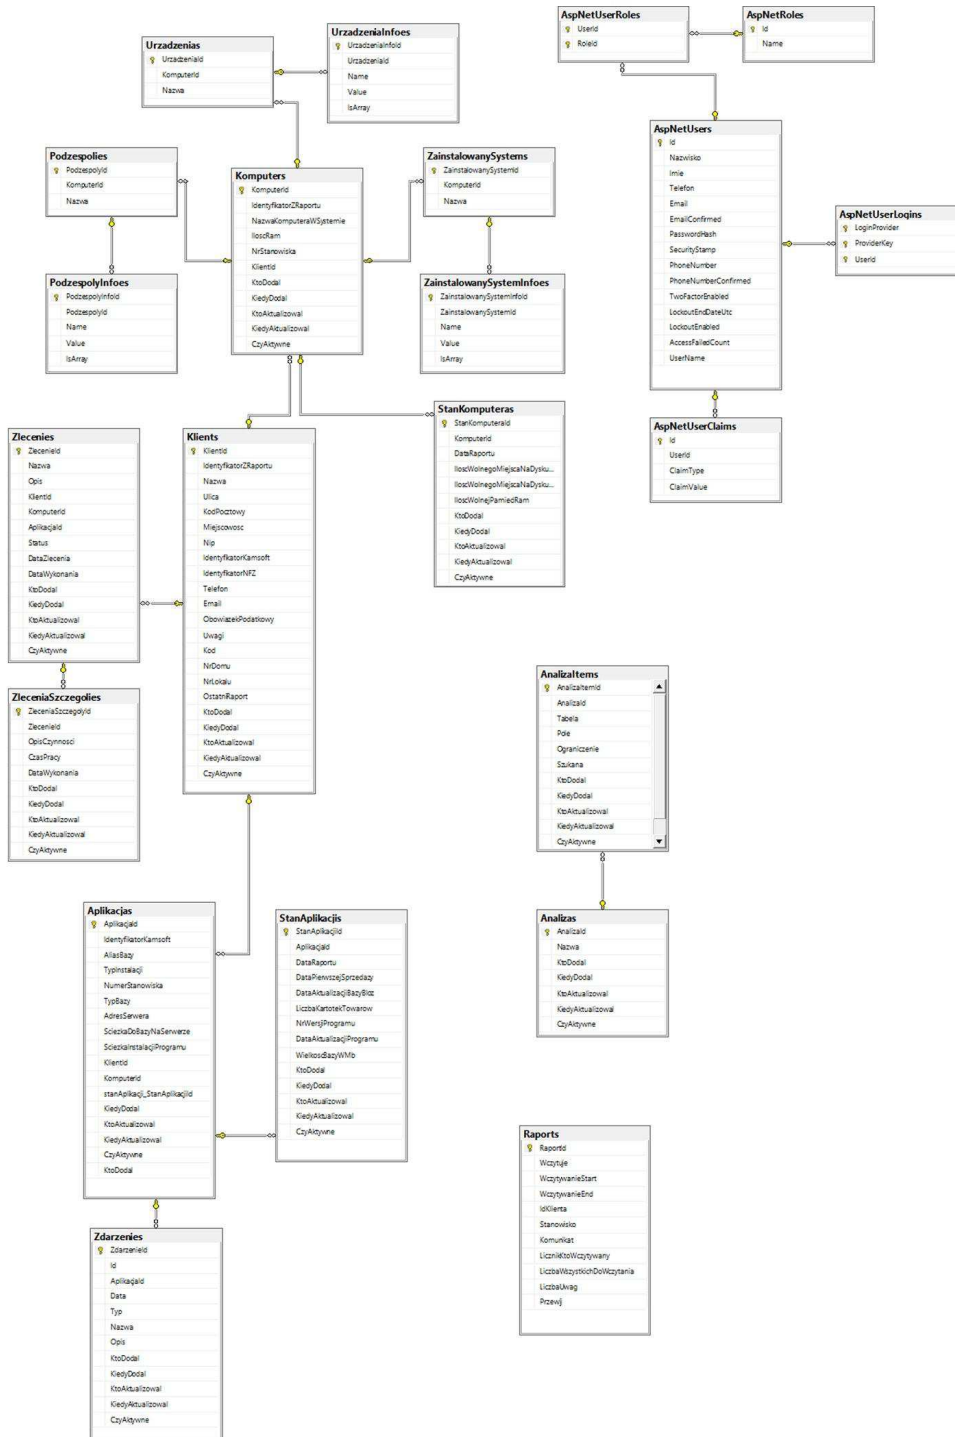 AspNetUserRoles
UserId
RoleId
AspNetRoles
Id
Name
Urzadzenias
UrzadzeniaId
KomputerId
Nazwa
UrzadzeniaInfoes
UrzadzeniaInfoId
UrzadzeniaId
Name
Value
IsArray
AspNetUsers
Id
Nazwisko
Imie
Telefon
Email
EmailConfirmed
PasswordHash
SecurityStamp
PhoneNumber
PhoneNumberConfirmed
TwoFactorEnabled
LockoutEndDateUtc
LockoutEnabled
AccessFailedCount
UserName
AspNetUserLogins
LoginProvider
ProviderKey
UserId
Podzespolies
PodzespolyId
KomputerId
Nazwa
Komputers
KomputerId
IdentyfikatorZRaportu
NazwaKomputeraWSystemie
IloscRam
NrStanowiska
KlientId
KtoDodal
KiedyDodal
KtoAktualizowal
KiedyAktualizowal
CzyAktywne
ZainstalowanySystems
ZainstalowanySystemId
KomputerId
Nazwa
PodzespolyInfoes
PodzespolyInfoId
PodzespolyId
Name
Value
IsArray
ZainstalowanySystemInfoes
ZainstalowanySystemInfoId
ZainstalowanySystemId
Name
Value
IsArray
StanKomputeras
StanKomputeraId
KomputerId
DataRaportu
IloscWolnegoMiejscaNaDysku...
IloscWolnegoMiejscaNaDysku...
IloscWolnejPamiedRam
KtoDodal
KiedyDodal
KtoAktualizowal
KiedyAktualizowal
CzyAktywne
AspNetUserClaims
Id
UserId
ClaimType
ClaimValue
Zlecenies
ZlecenieId
Nazwa
Opis
KlientId
KomputerId
AplikacjaId
Status
DataZlecenia
DataWykonania
KtoDodal
KiedyDodal
KtoAktualizowal
KiedyAktualizowal
CzyAktywne
Klients
KlientId
IdentyfikatorZRaportu
Nazwa
Ulica
KodPocztowy
Miejscowosc
Nip
IdentyfikatorKamsoft
IdentyfikatorNFZ
Telefon
Email
ObowiazekPodatkowy
Uwagi
Kod
NrDomu
NrLokalu
OstatniRaport
KtoDodal
KiedyDodal
KtoAktualizowal
KiedyAktualizowal
CzyAktywne
ZleceniaSzczegolies
ZleceniaSzczegolyId
ZlecenieId
OpisCzynnosci
CzasPracy
DataWykonania
KtoDodal
KiedyDodal
KtoAktualizowal
KiedyAktualizowal
CzyAktywne
AnalizaItems
AnalizaItemId
AnalizaId
Tabela
Pole
Ograniczenie
Szukana
KtoDodal
KiedyDodal
KtoAktualizowal
KiedyAktualizowal
CzyAktywne
Aplikacjas
AplikacjaId
IdentyfikatorKamsoft
AliasBazy
TypInstalacji
NumerStanowiska
TypBazy
AdresSerwera
SciezkaDoBazyNaSerwerze
SciezkaInstalacjiProgramu
KlientId
KomputerId
stanAplikacji_StanAplikacjiId
KiedyDodal
KtoAktualizowal
KiedyAktualizowal
CzyAktywne
KtoDodal
StanAplikacjis
StanAplikacjiId
AplikacjaId
DataRaportu
DataPierwszejSprzedazy
DataAktualizacjiBazyBloz
LiczbaKartotekTowarow
NrWersjiProgramu
DataAktualizacjiProgramu
WielkoscBazyWMb
KtoDodal
KiedyDodal
KtoAktualizowal
KiedyAktualizowal
CzyAktywne
Analizas
AnalizaId
Nazwa
KtoDodal
KiedyDodal
KtoAktualizowal
KiedyAktualizowal
CzyAktywne
Raports
RaportId
Wczytuje
WczytywanieStart
WczytywanieEnd
IdKlienta
Stanowisko
Komunikat
LicznikKtoWczytywany
LiczbaWszystkichDoWczytania
LiczbaUwag
Przewij
Zdarzenies
ZdarzenieId
Id
AplikacjaId
Data
Typ
Nazwa
Opis
KtoDodal
KiedyDodal
KtoAktualizowal
KiedyAktualizowal
CzyAktywne